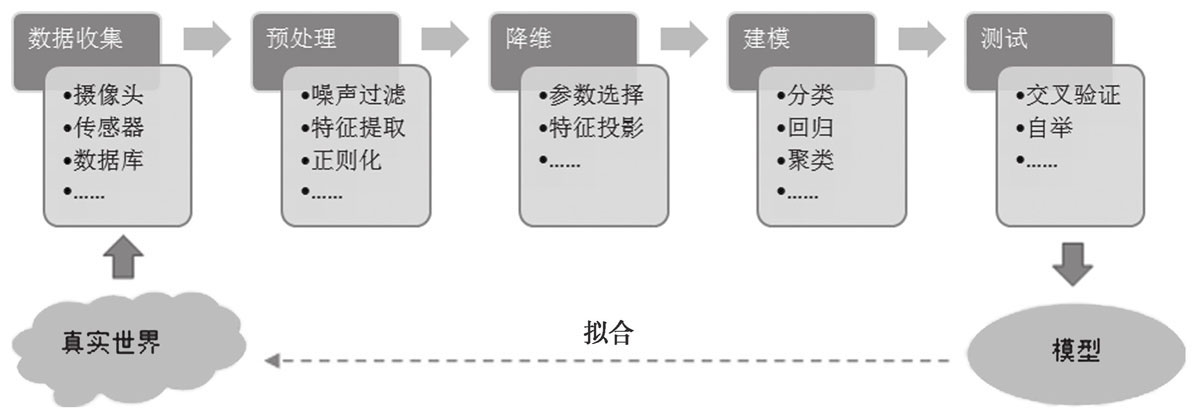 数据收集
•摄像头
•传感器
•数据库
•……
预处理
•噪声过滤
•特征提取
•正则化
•……
降维
•参数选择
•特征投影
•……
建模
•分类
•回归
•聚类
•……
测试
•交叉验证
•自举
•……
真实世界
拟合
模型